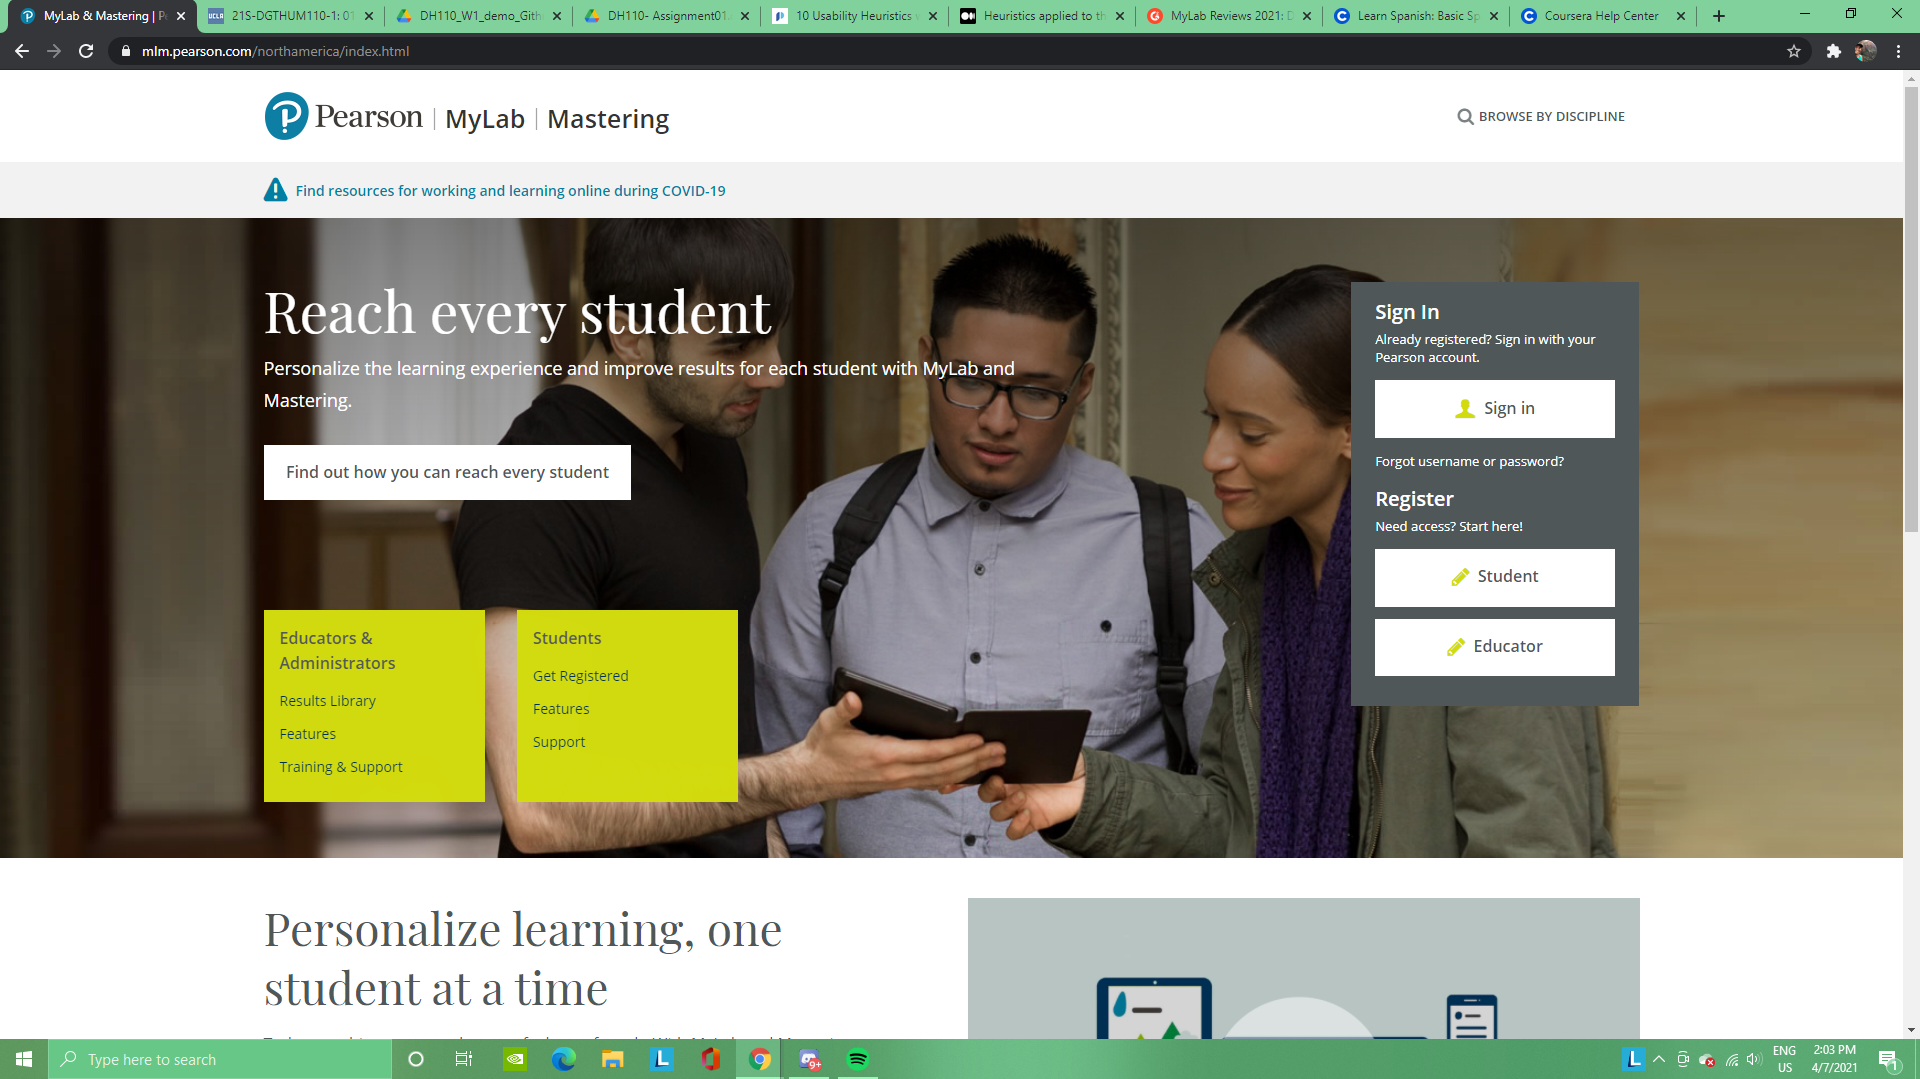 MyLab & Mastering | P
21S-DGTHUM110-1: 01
DH110_W1_demo_Gith
DH110- Assignment01.
10 Usability Heuristics
Heuristics applied to th
MyLab Reviews 2021: D
Learn Spanish: Basic Sp
Coursera Help Center
mlm.pearson.com/northamerica/index.html
Pearson | MyLab | Mastering
BROWSE BY DISCIPLINE
Find resources for working and learning online during COVID-19
Reach every student
Personalize the learning experience and improve results for each student with MyLab and
Mastering.
Find out how you can reach every student
Educators &
Administrators
Results Library
Features
Training & Support
Students
Get Registered
Features
Support
Sign In
Already registered? Sign in with your
Pearson account.
Sign in
Forgot username or password?
Register
Need access? Start here!
Student
Educator
Personalize learning, one
student at a time
Type here to search
9+
ENG
US
2:03 PM
4/7/2021
1